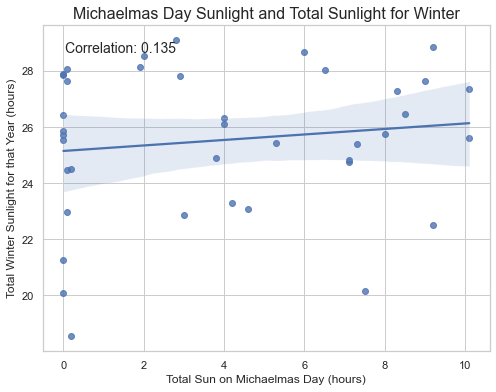 Michaelmas Day Sunlight and Total Sunlight for Winter
Correlation: 0.135
Total Winter Sunlight for that Year (hours)
28
26
24
22
20
0 2 4 6 8 10
Total Sun on Michaelmas Day (hours)